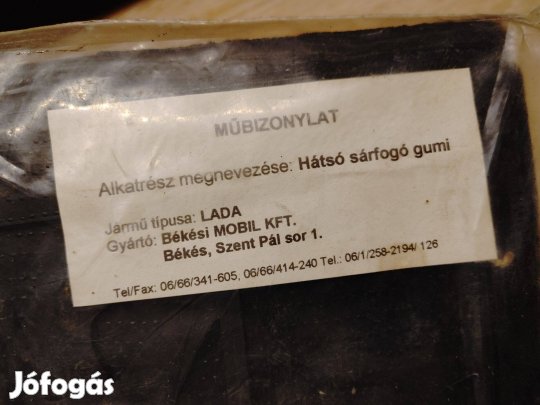 MŰBIZONYLAT
Alkatrész megnevezése: Hátsó sárfogó gumi
Jármű típusa: LADA
Gyártó: Békési MOBIL KFT.
Békés, Szent Pál sor 1.
Tel/Fax: 06/66/341-605, 06/66/414-240 Tel.: 06/1/258-2194/ 126
Jófogás